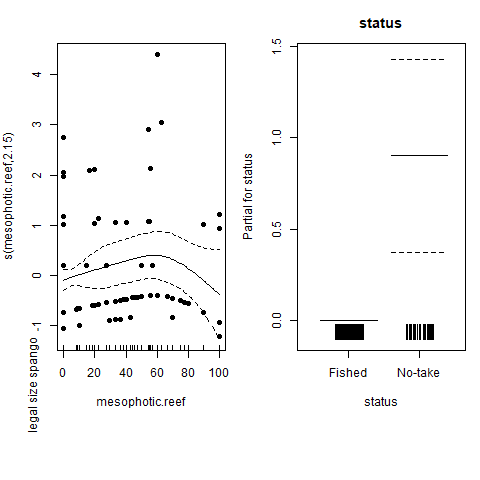 status
s(mesophotic.reef,2.15)
legal size spango
-1
0
1
2
3
4
0
20
40
60
80
100
mesophotic.reef
Partial for status
0.0
0.5
1.0
1.5
Fished
No-take
status